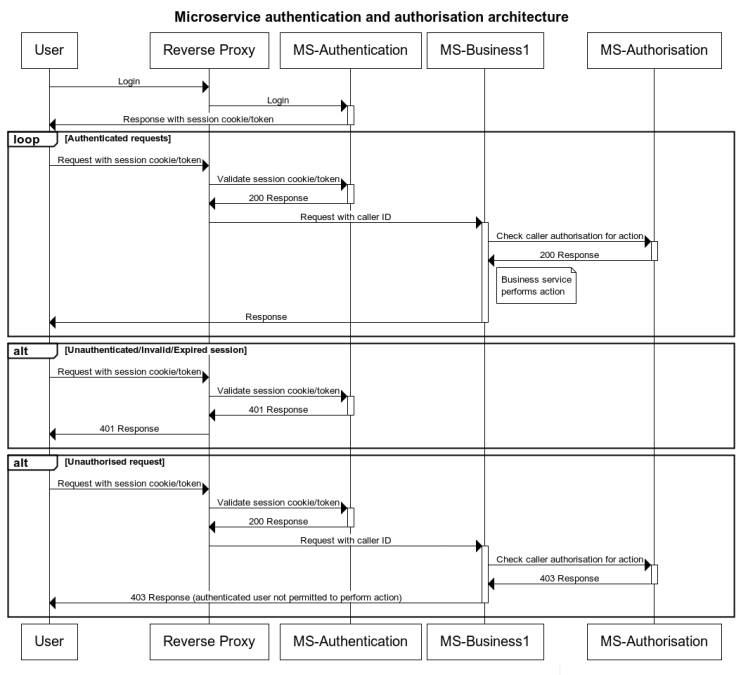 Microservice authentication and authorisation architecture
User
Reverse Proxy
MS-Authentication
MS-Business1
MS-Authorisation
Login
Login
Response with session cookie/token
loop
[Authenticated requests]
Request with session cookie/token
Validate session cookie/token
200 Response
Request with caller ID
Check caller authorisation for action
200 Response
Business service
performs action
Response
alt
[Unauthenticated/Invalid/Expired session]
Request with session cookie/token
Validate session cookie/token
401 Response
401 Response
alt
[Unauthorised request]
Request with session cookie/token
Validate session cookie/token
200 Response
Request with caller ID
Check caller authorisation for action
403 Response
403 Response (authenticated user not permitted to perform action)
User
Reverse Proxy
MS-Authentication
MS-Business1
MS-Authorisation